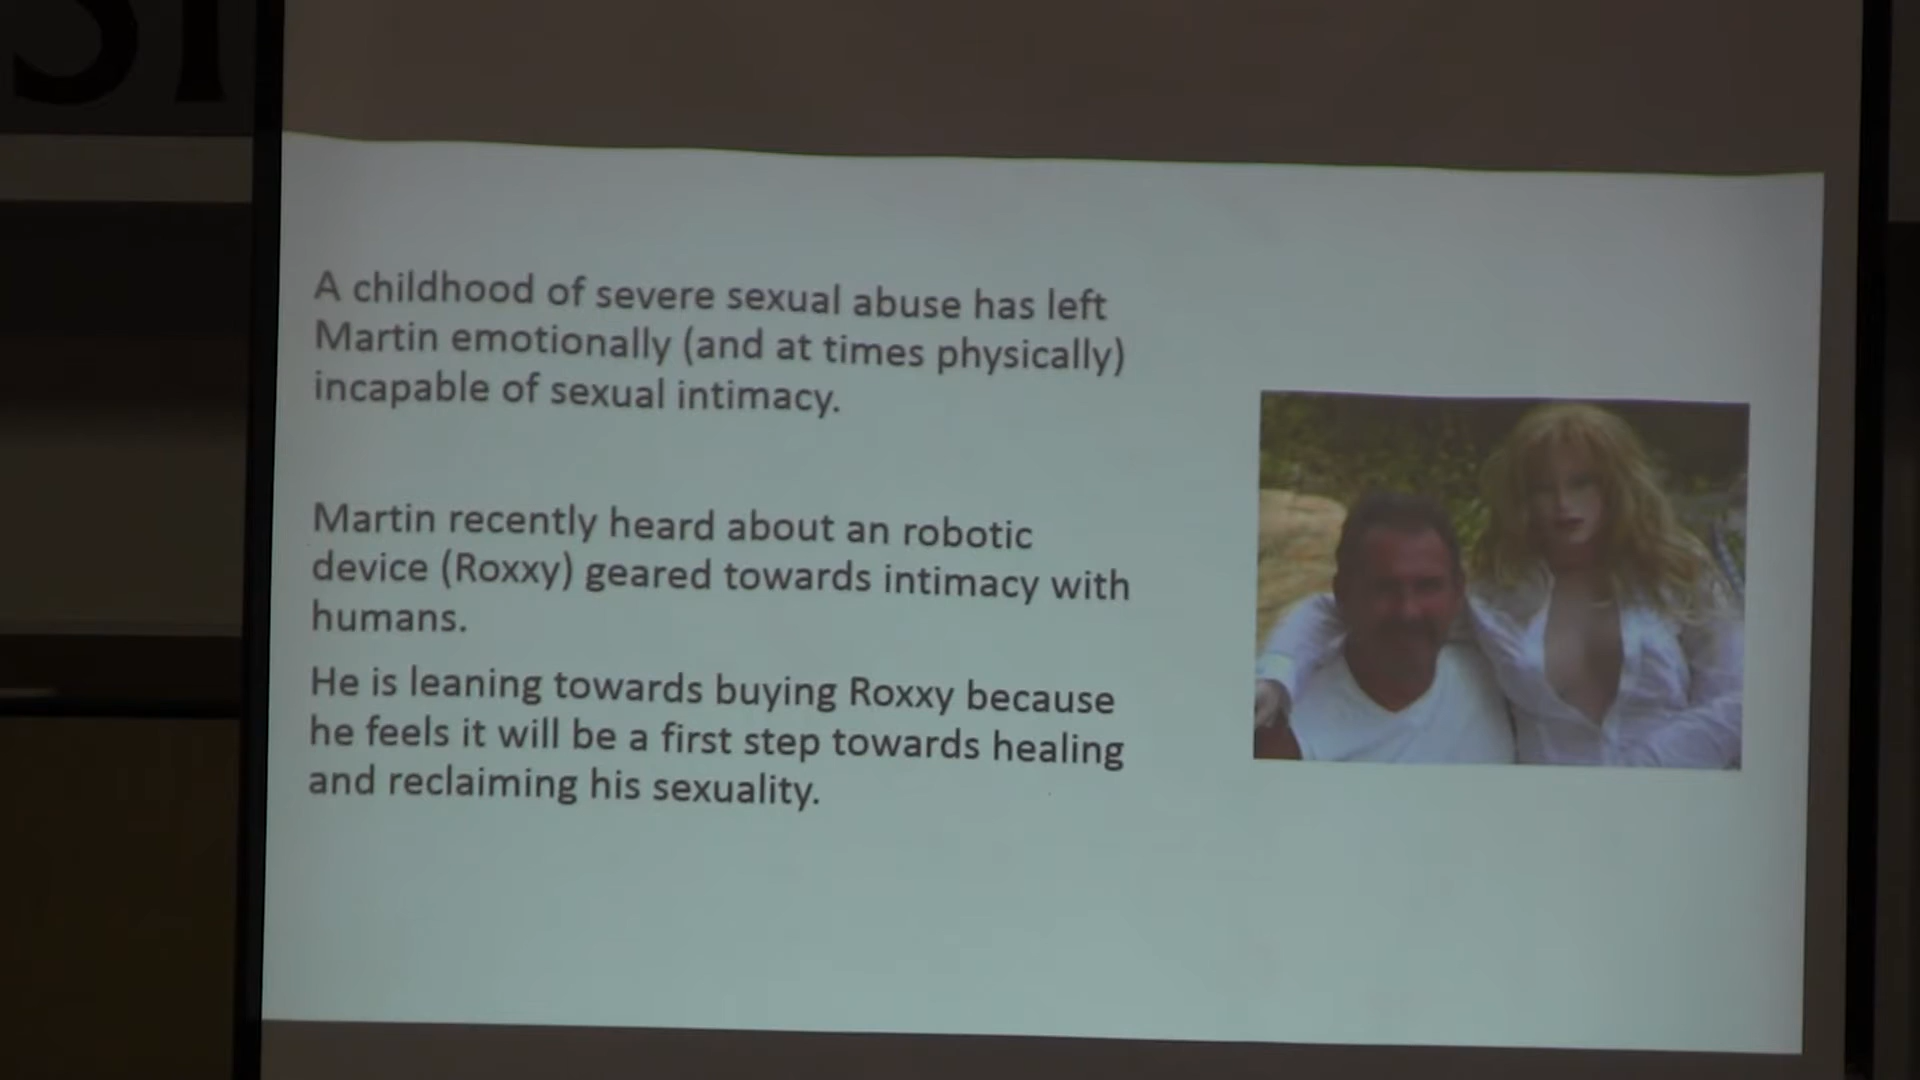 SI
A childhood of severe sexual abuse has left
Martin emotionally (and at times physically)
incapable of sexual intimacy.
Martin recently heard about an robotic
device (Roxxy) geared towards intimacy with
humans.
He is leaning towards buying Roxxy because
he feels it will be a first step towards healing
and reclaiming his sexuality.